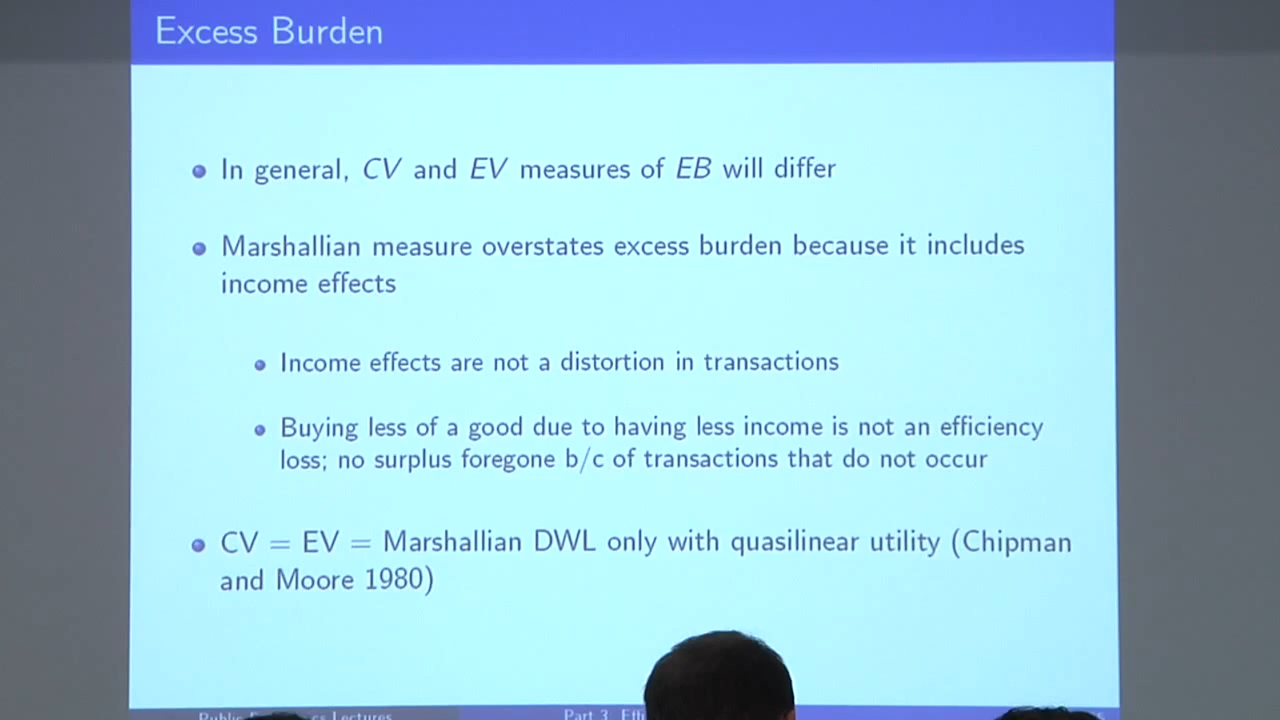 Excess Burden
In general, CV and EV measures of EB will differ
Marshallian measure overstates excess burden because it includes
income effects
Income effects are not a distortion in transactions
Buying less of a good due to having less income is not an efficiency
loss; no surplus foregone b/c of transactions that do not occur
CV = EV = Marshallian DWL only with quasilinear utility (Chipman
and Moore 1980)
Public Lectures
Part 3